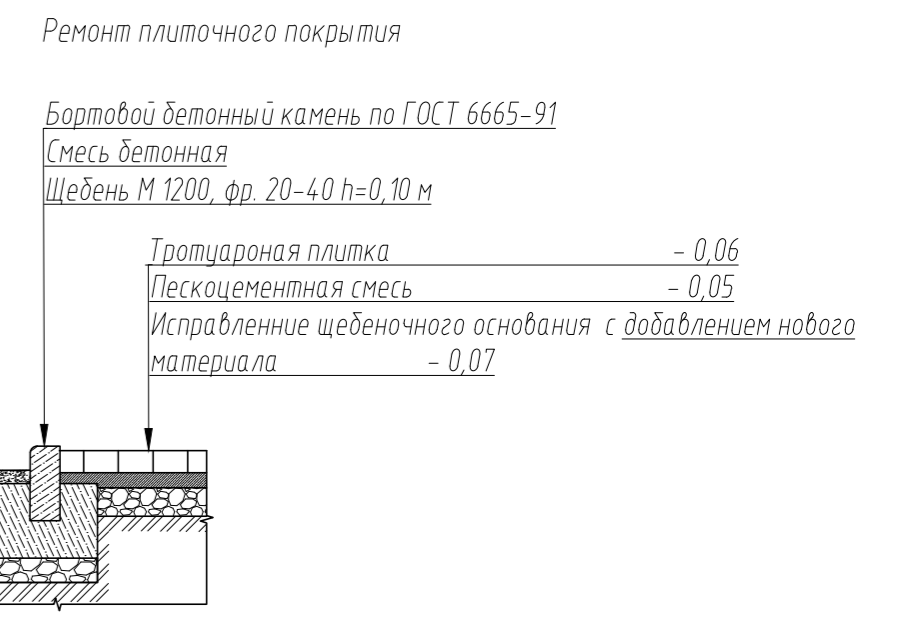 Ремонт плиточного покрытия
Бортовой бетонный камень по ГОСТ 6665-91
Смесь бетонная
Щебень М 1200, фр. 20-40 h=0,10 м
Тротуароная плитка - 0,06
Пескоцементная смесь - 0,05
Исправленние щебеночного основания с добавлением нового
материала - 0,07